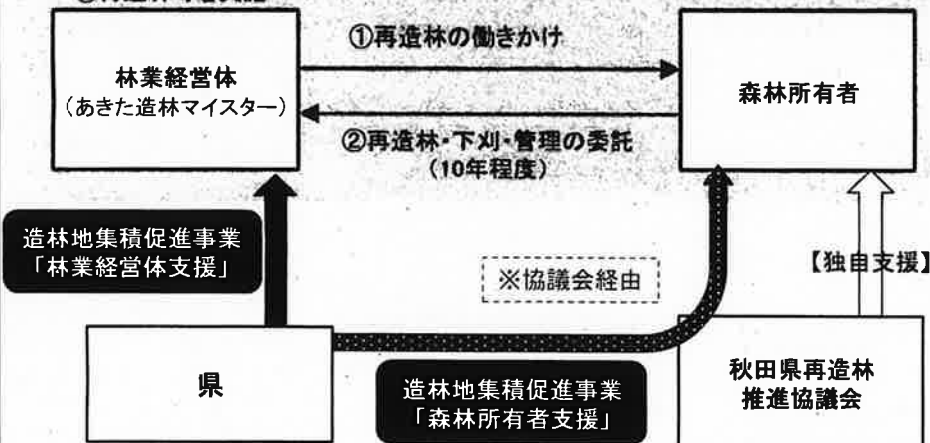 ①再造林の働きかけ
林業経営体
（あきた造林マイスター）
森林所有者
②再造林・下刈・管理の委託
（10年程度）
造林地集積促進事業
「林業経営体支援」
※協議会経由
【独自支援】
県
造林地集積促進事業
「森林所有者支援」
秋田県再造林
推進協議会